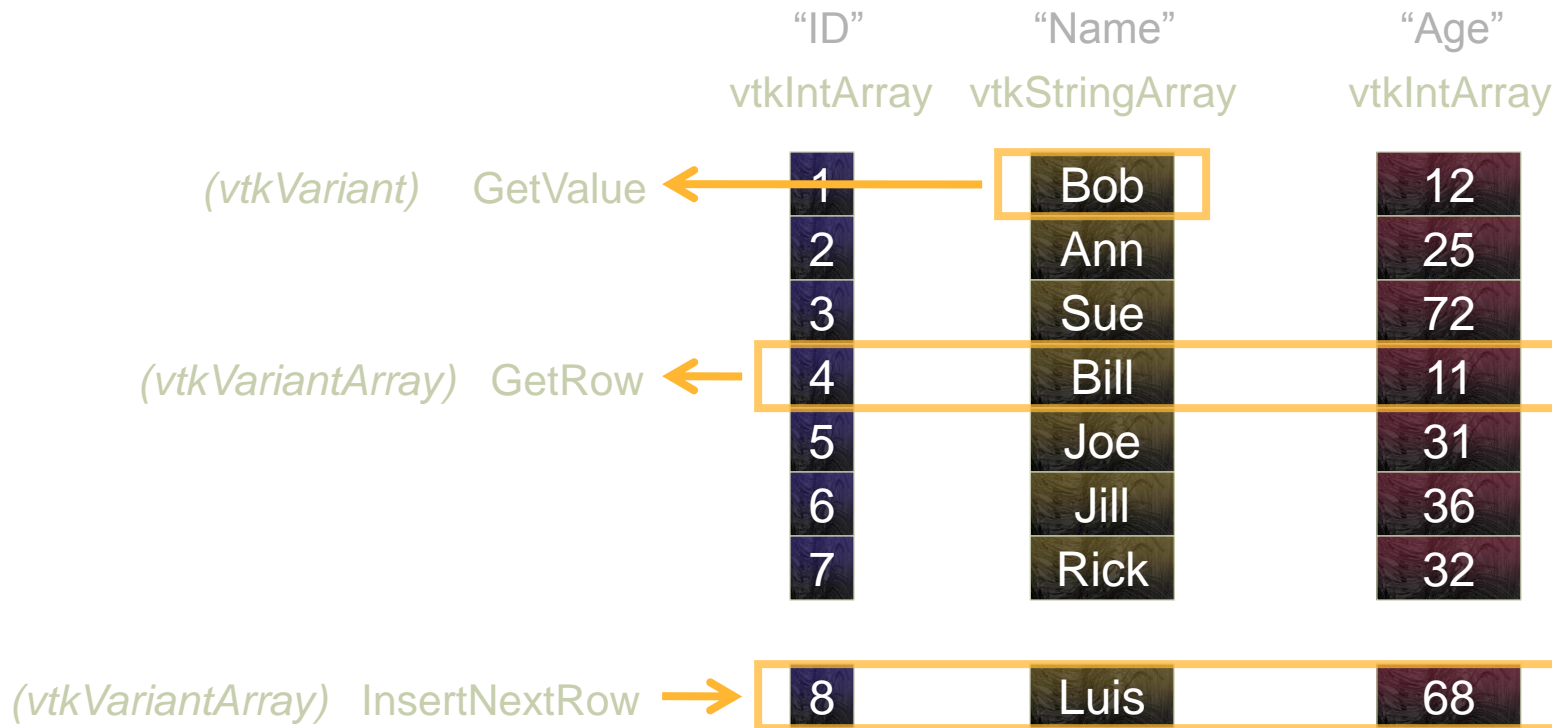 “ID” “Name” “Age”
vtkIntArray vtkStringArray vtkIntArray
(vtkVariant) GetValue 1 Bob 12
2 Ann 25
3 Sue 72
(vtkVariantArray) GetRow 4 Bill 11
5 Joe 31
6 Jill 36
7 Rick 32
(vtkVariantArray) InsertNextRow 8 Luis 68